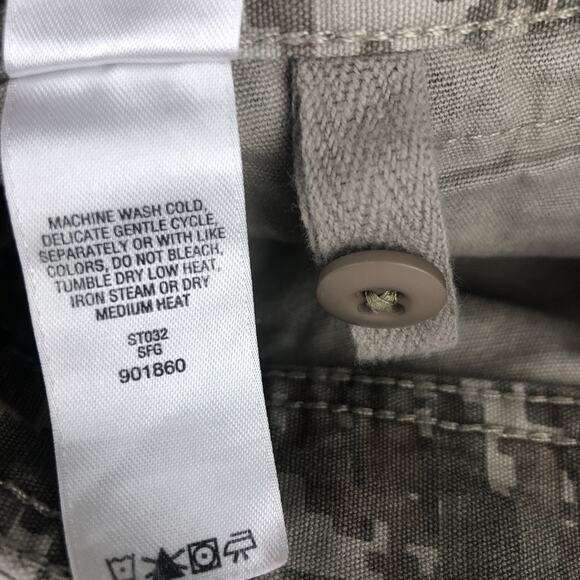 MACHINE WASH COLD,
DELICATE GENTLE CYCLE,
SEPARATELY OR WITH LIKE
COLORS, DO NOT BLEACH,
TUMBLE DRY LOW HEAT,
IRON STEAM OR DRY
MEDIUM HEAT
ST032
SFG
901860